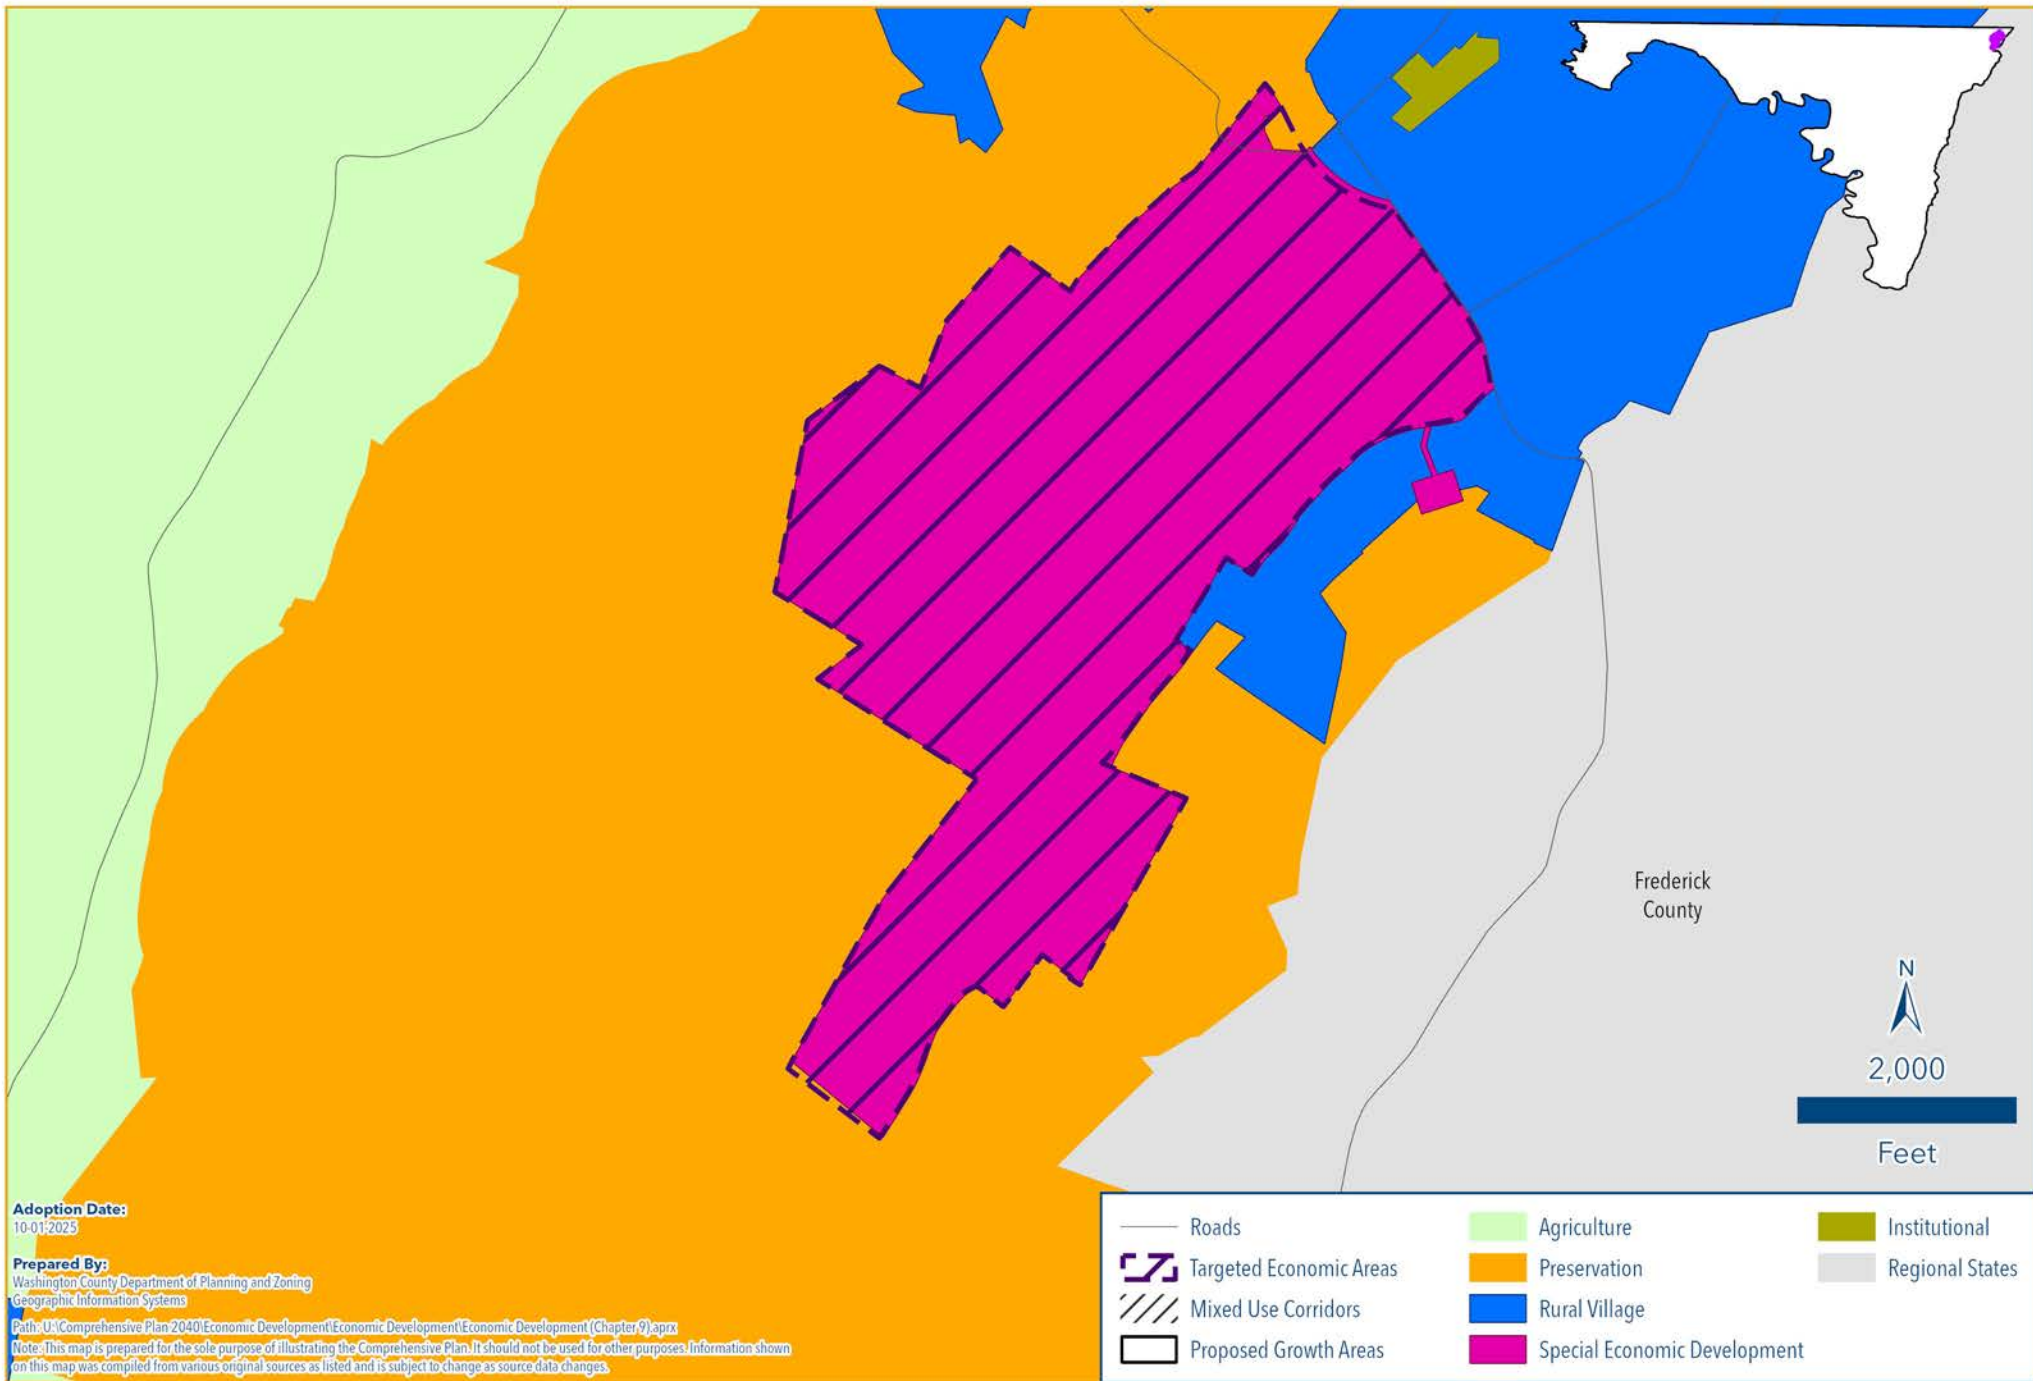 Frederick
County
N
2,000
Feet
Adoption Date:
10-01-2025
Prepared By:
Washington County Department of Planning and Zoning
Geographic Information Systems
Path: U:\Comprehensive Plan 2040\Economic Development\Economic Development\Economic Development (Chapter 9).aprx
Note: This map is prepared for the sole purpose of illustrating the Comprehensive Plan. It should not be used for other purposes. Information shown
on this map was compiled from various original sources as listed and is subject to change as source data changes.
Roads
Targeted Economic Areas
Mixed Use Corridors
Proposed Growth Areas
Agriculture
Preservation
Rural Village
Special Economic Development
Institutional
Regional States